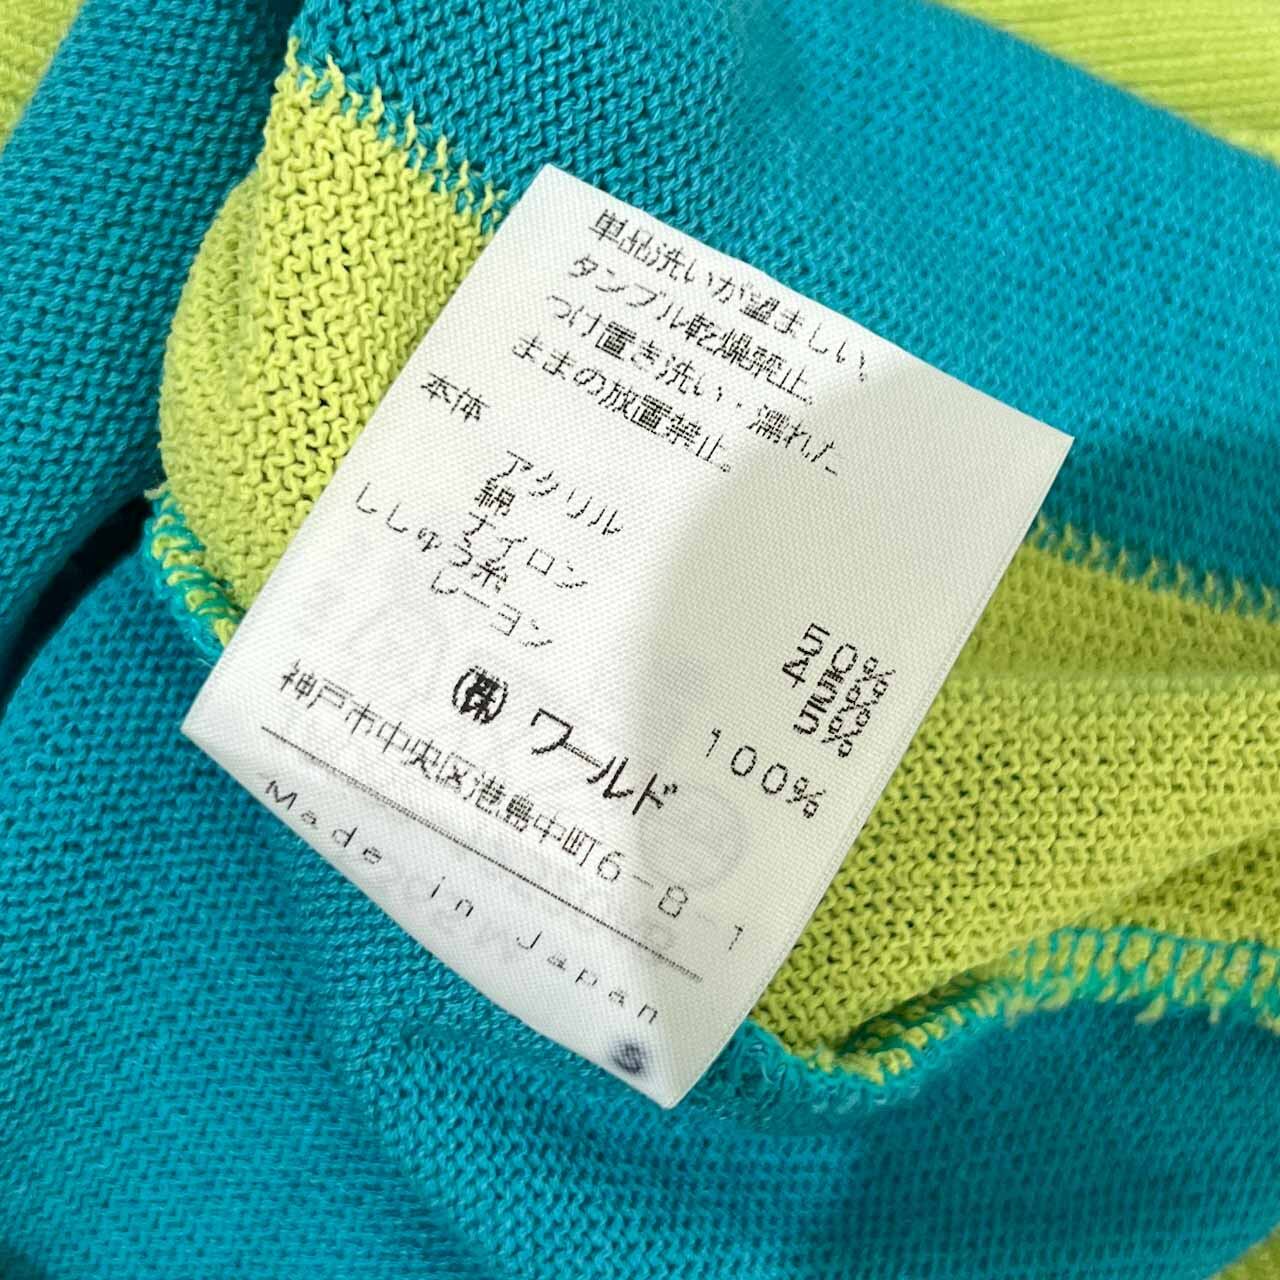 単品洗いが望ましい。
タンブル乾燥禁止。
つけ置き洗い・濡れた
ままの放置禁止。
本体
アクリル 50%
綿 45%
ナイロン 5%
ししゅう糸
レーヨン 100%
(株)ワールド
神戸市中央区港島中町6-8-1
Made in Japan
S